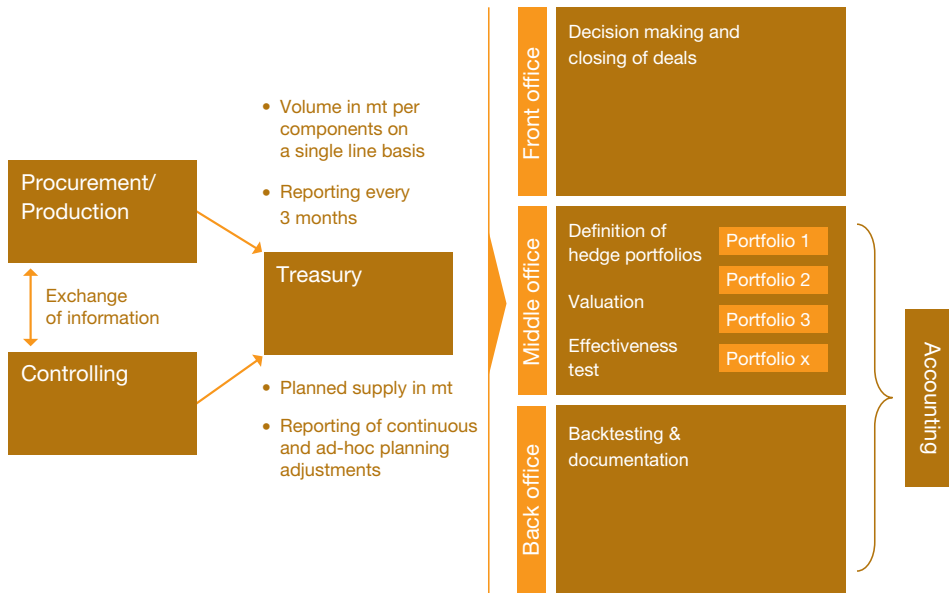 Procurement/
Production
Exchange
of information
Controlling
• Volume in mt per
components on
a single line basis
• Reporting every
3 months
Treasury
• Planned supply in mt
• Reporting of continuous
and ad-hoc planning
adjustments
Front office
Decision making and
closing of deals
Middle office
Definition of
hedge portfolios
Valuation
Effectiveness
test
Portfolio 1
Portfolio 2
Portfolio 3
Portfolio x
Back office
Backtesting &
documentation
Accounting